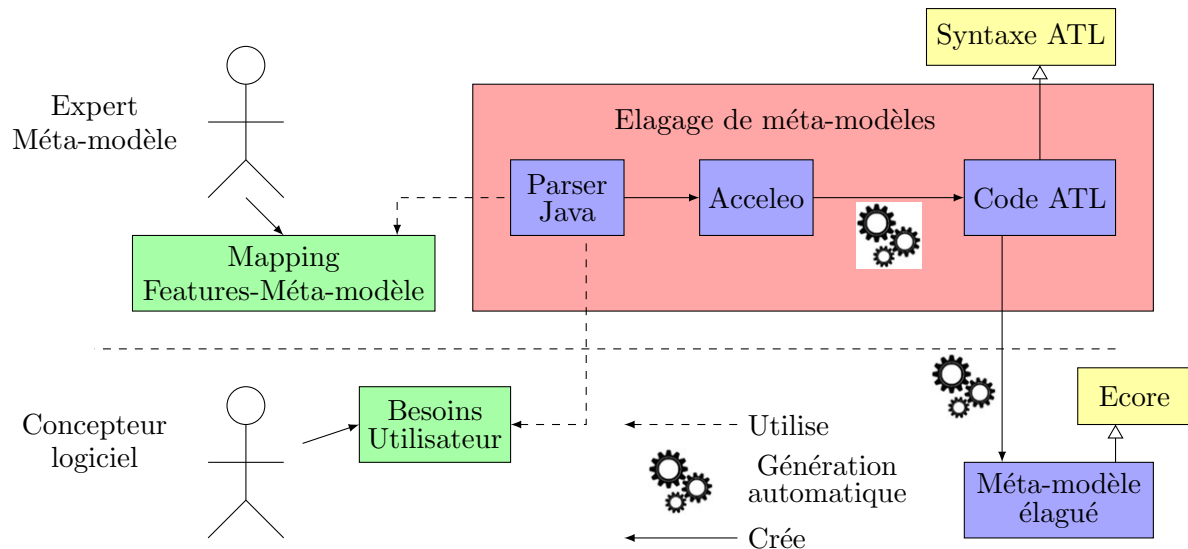 Syntaxe ATL
Expert
Méta-modèle
Elagage de méta-modèles
Parser
Java
Acceleo
Code ATL
Mapping
Features-Méta-modèle
Concepteur
logiciel
Besoins
Utilisateur
Utilise
Génération
automatique
Crée
Ecore
Méta-modèle
élagué